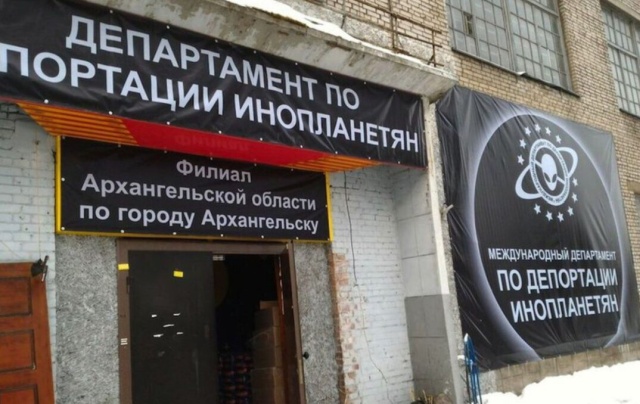 ДЕПАРТАМЕНТ ПО
ПОРТАЦИИ ИНОПЛАНЕТЯН
Филиал
Архангельской области
по городу Архангельску
МЕЖДУНАРОДНЫЙ ДЕПАРТАМЕНТ
ПО ДЕПОРТАЦИИ
ИНОПЛАНЕТЯН